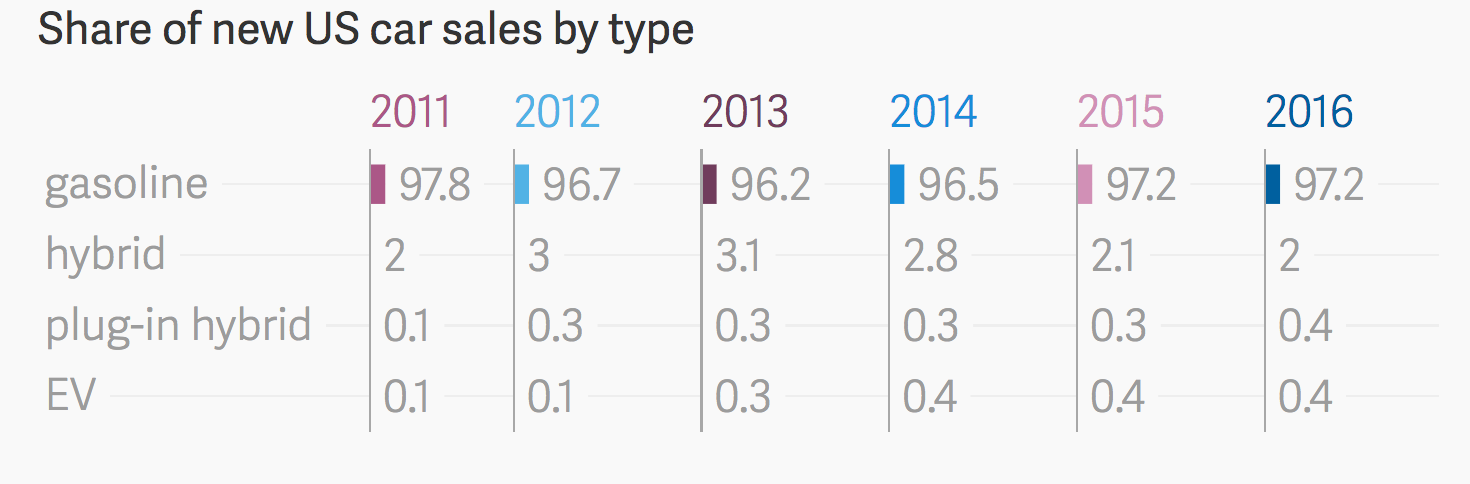 Share of new US car sales by type
2011 2012 2013 2014 2015 2016
gasoline 97.8 96.7 96.2 96.5 97.2 97.2
hybrid 2 3 3.1 2.8 2.1 2
plug-in hybrid 0.1 0.3 0.3 0.3 0.3 0.4
EV 0.1 0.1 0.3 0.4 0.4 0.4